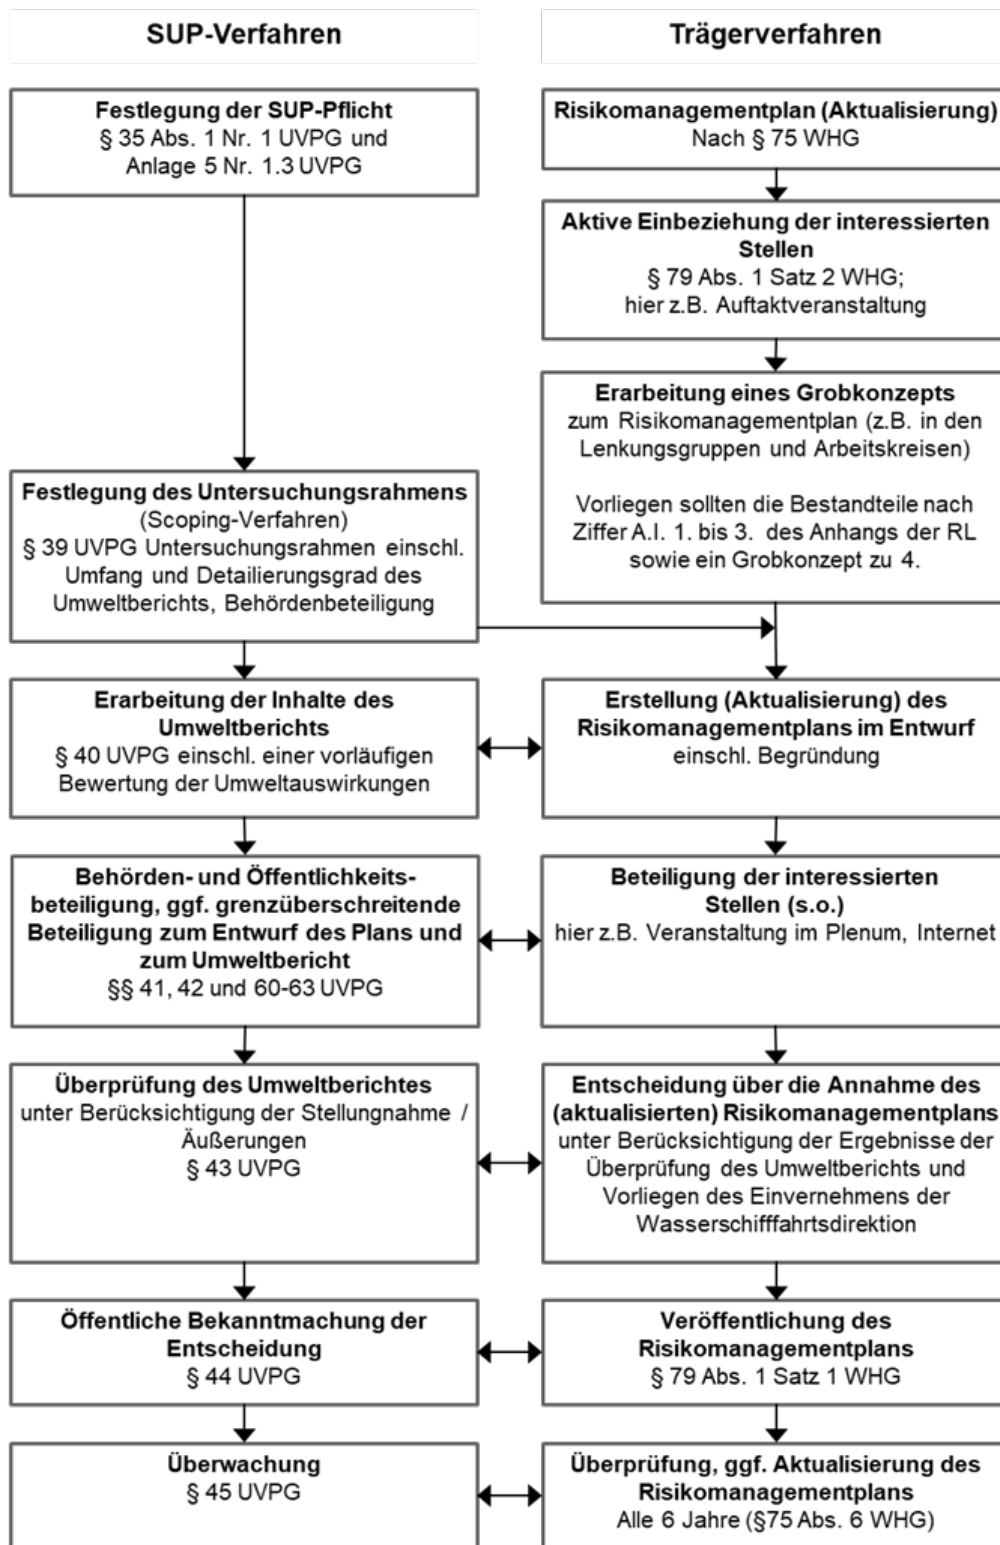 SUP-Verfahren
Festlegung der SUP-Pflicht
§ 35 Abs. 1 Nr. 1 UVPG und
Anlage 5 Nr. 1.3 UVPG
Festlegung des Untersuchungsrahmens
(Scoping-Verfahren)
§ 39 UVPG Untersuchungsrahmen einschl.
Umfang und Detailierungsgrad des
Umweltberichts, Behördenbeteiligung
Erarbeitung der Inhalte des
Umweltberichts
§ 40 UVPG einschl. einer vorläufigen
Bewertung der Umweltauswirkungen
Behörden- und Öffentlichkeits-
beteiligung, ggf. grenzüberschreitende
Beteiligung zum Entwurf des Plans und
zum Umweltbericht
§§ 41, 42 und 60-63 UVPG
Überprüfung des Umweltberichtes
unter Berücksichtigung der Stellungnahme /
Äußerungen
§ 43 UVPG
Öffentliche Bekanntmachung der
Entscheidung
§ 44 UVPG
Überwachung
§ 45 UVPG
Trägerverfahren
Risikomanagementplan (Aktualisierung)
Nach § 75 WHG
Aktive Einbeziehung der interessierten
Stellen
§ 79 Abs. 1 Satz 2 WHG;
hier z.B. Auftaktveranstaltung
Erarbeitung eines Grobkonzepts
zum Risikomanagementplan (z.B. in den
Lenkungsgruppen und Arbeitskreisen)
Vorliegen sollten die Bestandteile nach
Ziffer A.I. 1. bis 3. des Anhangs der RL
sowie ein Grobkonzept zu 4.
Erstellung (Aktualisierung) des
Risikomanagementplans im Entwurf
einschl. Begründung
Beteiligung der interessierten
Stellen (s.o.)
hier z.B. Veranstaltung im Plenum, Internet
Entscheidung über die Annahme des
(aktualisierten) Risikomanagementplans
unter Berücksichtigung der Ergebnisse der
Überprüfung des Umweltberichts und
Vorliegen des Einvernehmens der
Wasserschifffahrtsdirektion
Veröffentlichung des
Risikomanagementplans
§ 79 Abs. 1 Satz 1 WHG
Überprüfung, ggf. Aktualisierung des
Risikomanagementplans
Alle 6 Jahre (§75 Abs. 6 WHG)